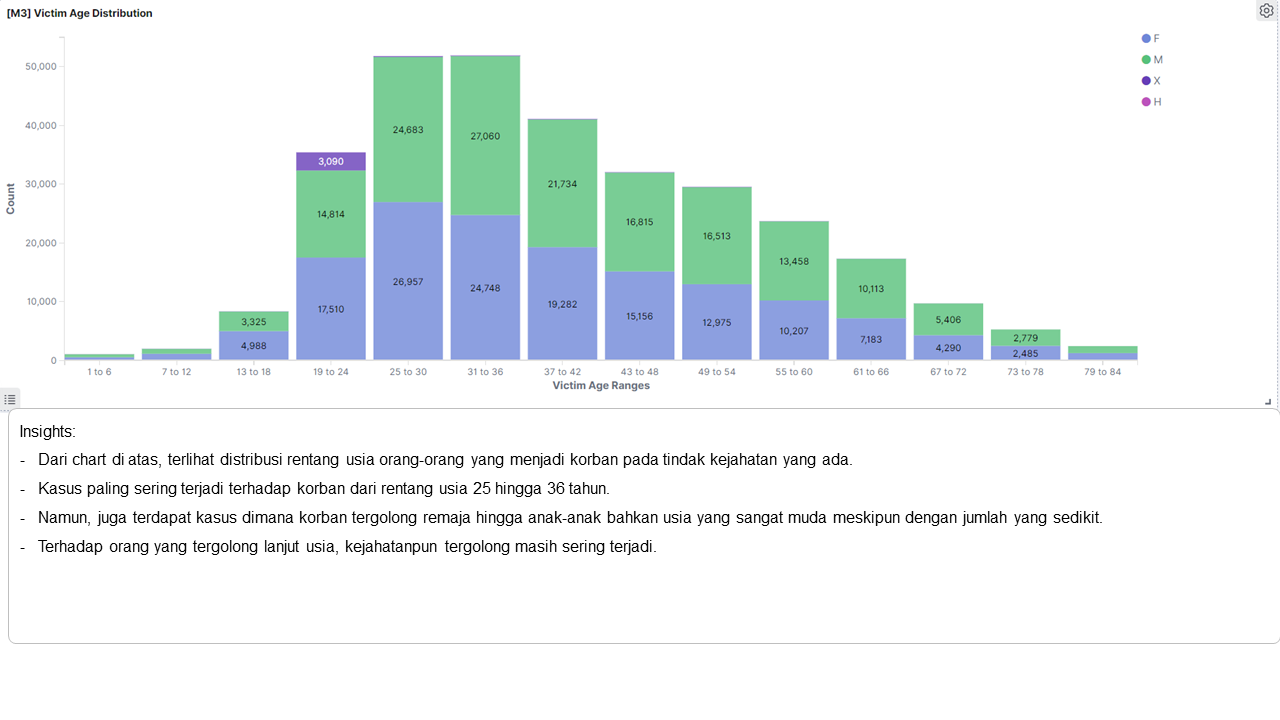 [M3] Victim Age Distribution
F
M
X
H
Count
50,000
40,000
30,000
20,000
10,000
0
3,325
4,988
3,090
14,814
17,510
24,683
26,957
27,060
24,748
21,734
19,282
16,815
15,156
16,513
12,975
13,458
10,207
10,113
7,183
5,406
4,290
2,779
2,485
1 to 6
7 to 12
13 to 18
19 to 24
25 to 30
31 to 36
37 to 42
43 to 48
49 to 54
55 to 60
61 to 66
67 to 72
73 to 78
79 to 84
Victim Age Ranges
Insights:
- Dari chart di atas, terlihat distribusi rentang usia orang-orang yang menjadi korban pada tindak kejahatan yang ada.
- Kasus paling sering terjadi terhadap korban dari rentang usia 25 hingga 36 tahun.
- Namun, juga terdapat kasus dimana korban tergolong remaja hingga anak-anak bahkan usia yang sangat muda meskipun dengan jumlah yang sedikit.
- Terhadap orang yang tergolong lanjut usia, kejahatanpun tergolong masih sering terjadi.